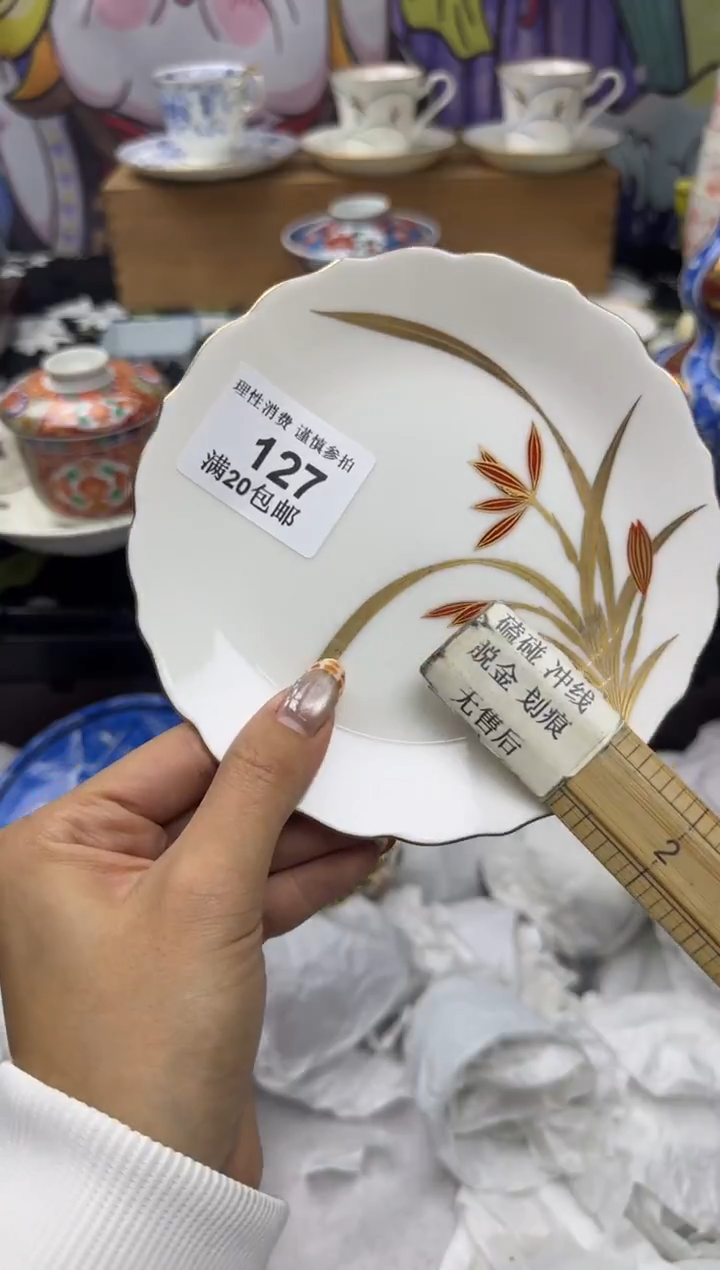 理性消费 谨慎参拍
127
满20包邮
磕碰 冲线
脱金 划痕
无售后
2